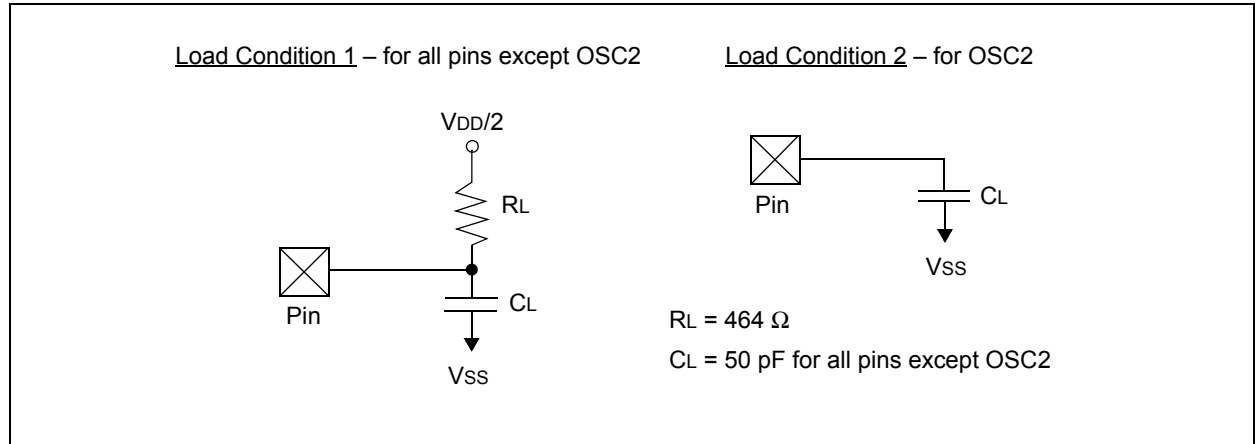 Load Condition 1 – for all pins except OSC2
Load Condition 2 – for OSC2
VDD/2
RL
Pin
CL
VSS
Pin
CL
VSS
RL = 464 Ω
CL = 50 pF for all pins except OSC2